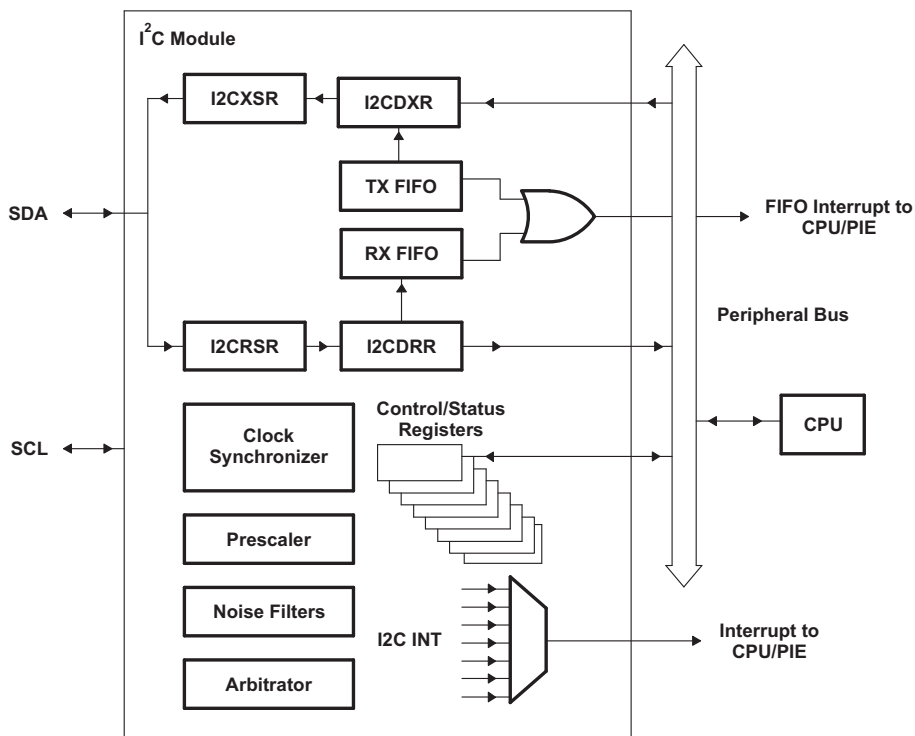 I²C Module
I2CXSR
I2CDXR
TX FIFO
SDA
FIFO Interrupt to
CPU/PIE
RX FIFO
Peripheral Bus
I2CRSR
I2CDRR
Control/Status
Registers
Clock
Synchronizer
SCL
CPU
Prescaler
Noise Filters
I2C INT
Interrupt to
CPU/PIE
Arbitrator